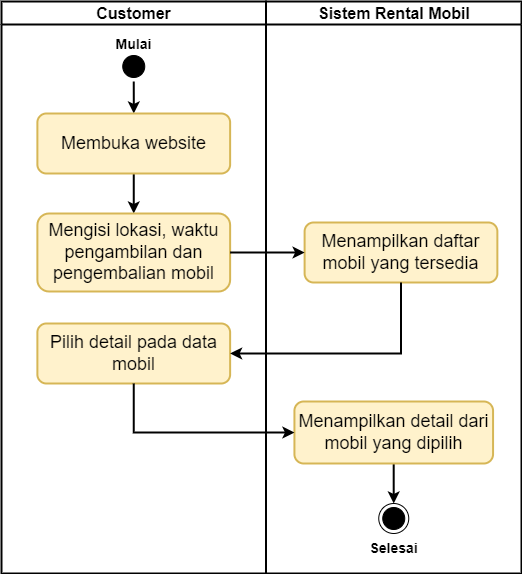 Customer
Sistem Rental Mobil
Mulai
Membuka website
Mengisi lokasi, waktu
pengambilan dan
pengembalian mobil
Menampilkan daftar
mobil yang tersedia
Pilih detail pada data
mobil
Menampilkan detail dari
mobil yang dipilih
Selesai